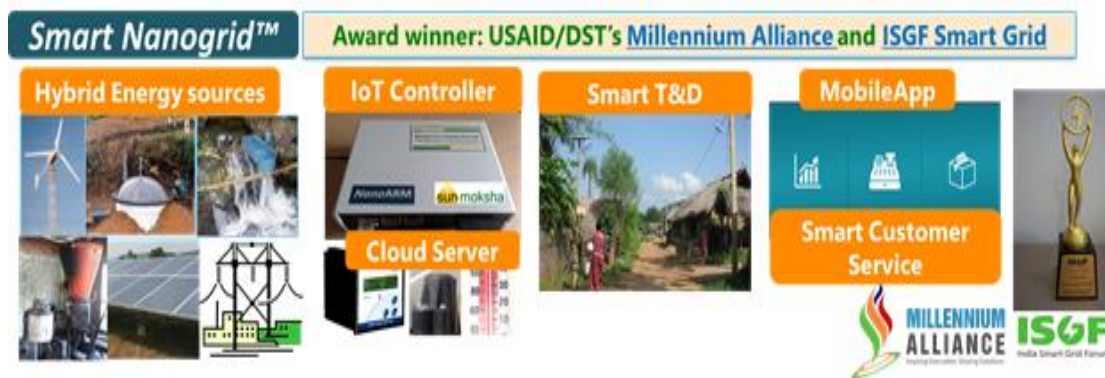 Smart Nanogrid™
Award winner: USAID/DST's Millennium Alliance and ISGF Smart Grid
Hybrid Energy sources
IoT Controller
NanoARM
sun moksha
Cloud Server
Smart T&D
MobileApp
Smart Customer
Service
MILLENNIUM
ALLIANCE
ISGF
India Smart Grid Forum